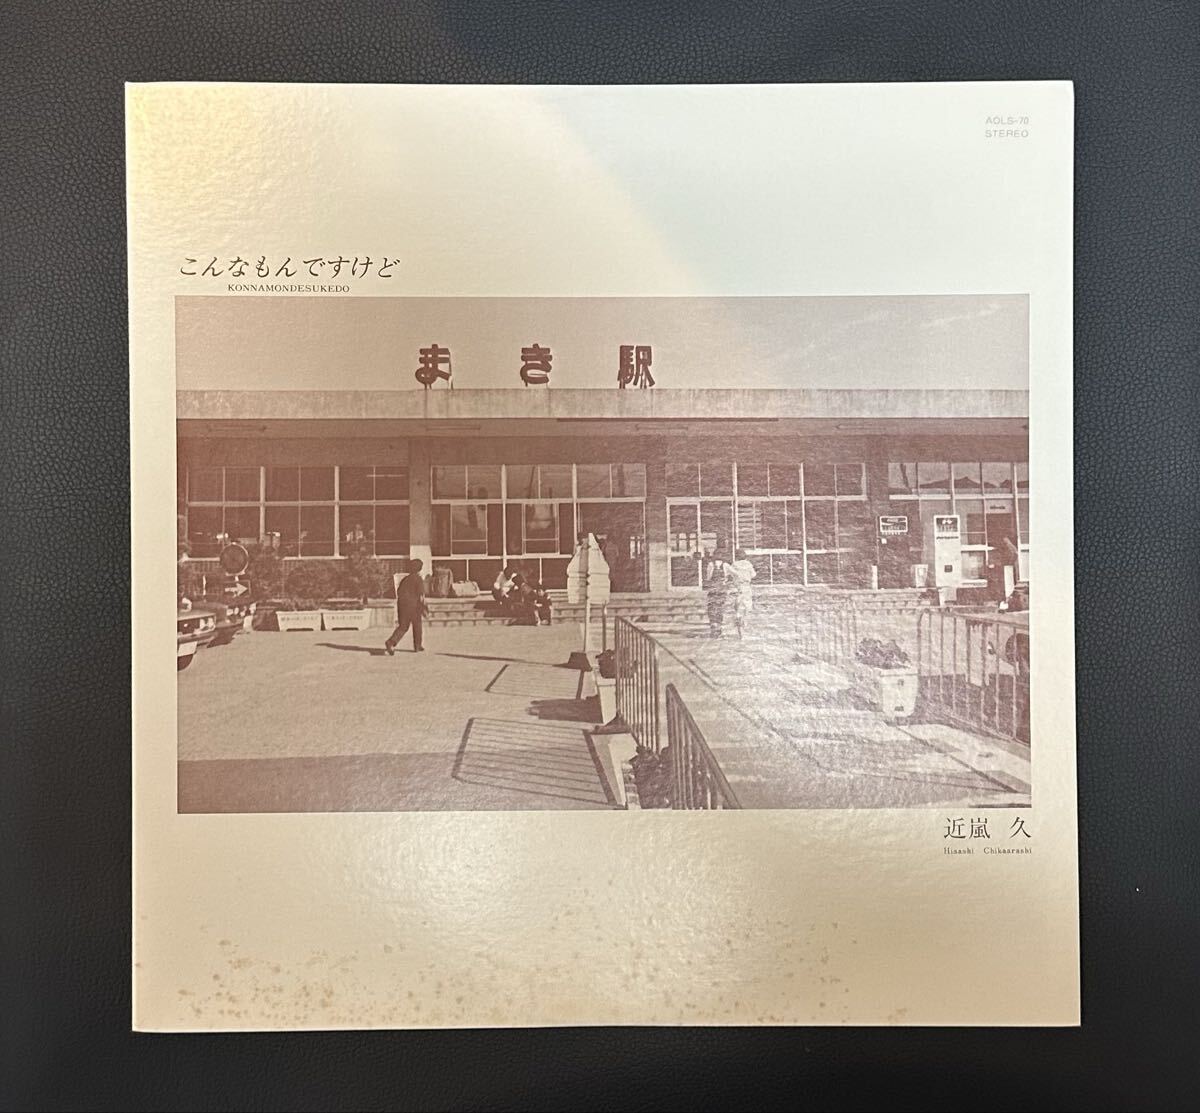 AOLS-70
STEREO
こんなもんですけど
KONNAMONDESUKEDO
まき駅
近嵐 久
Hisashi Chikaarashi